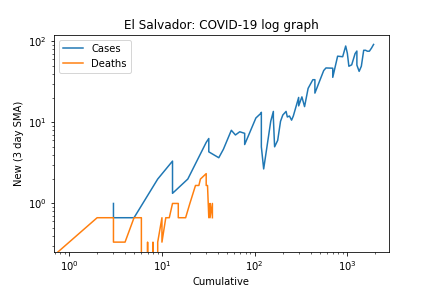 El Salvador: COVID-19 log graph
Cases
Deaths
New (3 day SMA)
10²
10¹
10⁰
10⁰ 10¹ 10² 10³
Cumulative